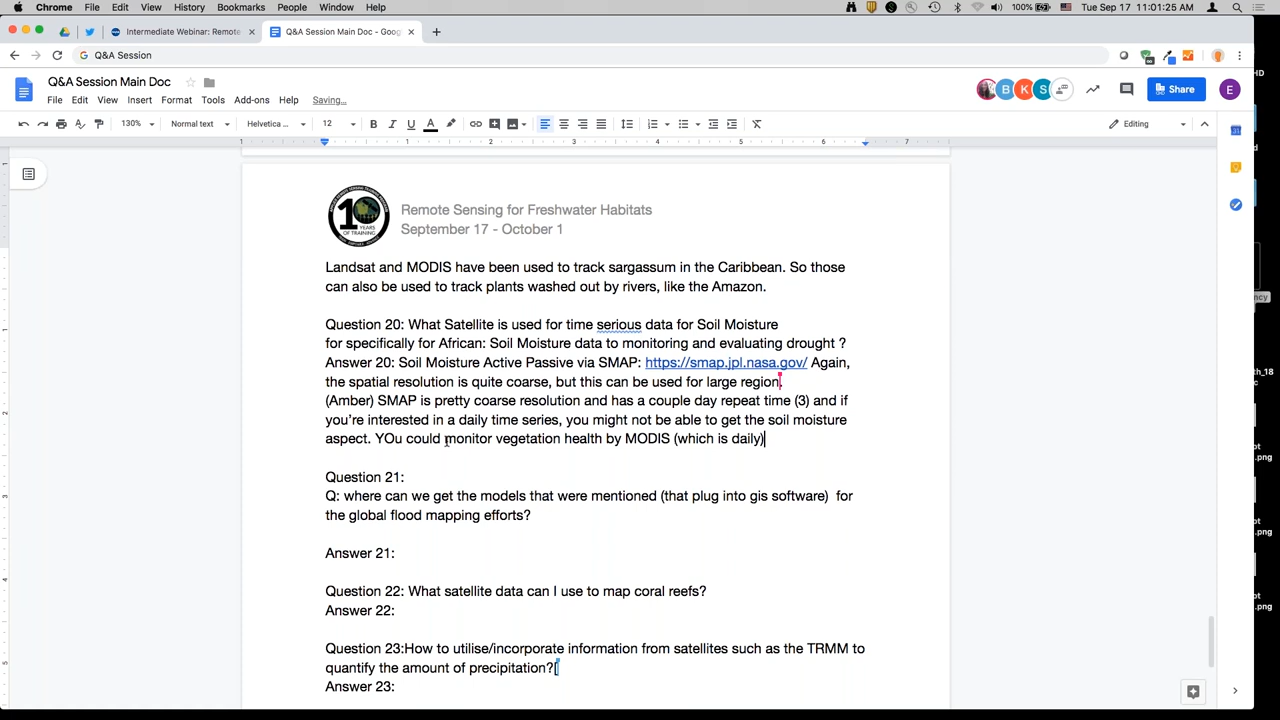 Chrome File Edit View History Bookmarks People Window Help 100% Tue Sep 17 11:01:25 AM
Intermediate Webinar: Remote Q&A Session Main Doc - Goog
Q&A Session
Q&A Session Main Doc
File Edit View Insert Format Tools Add-ons Help Saving...
B K S Share E
130% Normal text Helvetica ... 12 B I U A Editing
1 1 2 3 4 5 6 7
10 YEARS OF TRAINING
Remote Sensing for Freshwater Habitats
September 17 - October 1
Landsat and MODIS have been used to track sargassum in the Caribbean. So those
can also be used to track plants washed out by rivers, like the Amazon.
Question 20: What Satellite is used for time serious data for Soil Moisture
for specifically for African: Soil Moisture data to monitoring and evaluating drought ?
Answer 20: Soil Moisture Active Passive via SMAP: https://smap.jpl.nasa.gov/ Again,
the spatial resolution is quite coarse, but this can be used for large region.
(Amber) SMAP is pretty coarse resolution and has a couple day repeat time (3) and if
you're interested in a daily time series, you might not be able to get the soil moisture
aspect. YOu could monitor vegetation health by MODIS (which is daily)
Question 21:
Q: where can we get the models that were mentioned (that plug into gis software) for
the global flood mapping efforts?
Answer 21:
Question 22: What satellite data can I use to map coral reefs?
Answer 22:
Question 23:How to utilise/incorporate information from satellites such as the TRMM to
quantify the amount of precipitation?[
Answer 23: